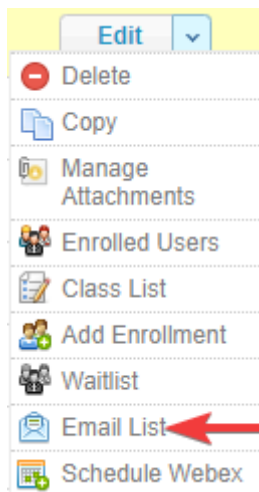 Edit
Delete
Copy
Manage
Attachments
Enrolled Users
Class List
Add Enrollment
Waitlist
Email List
Schedule Webex